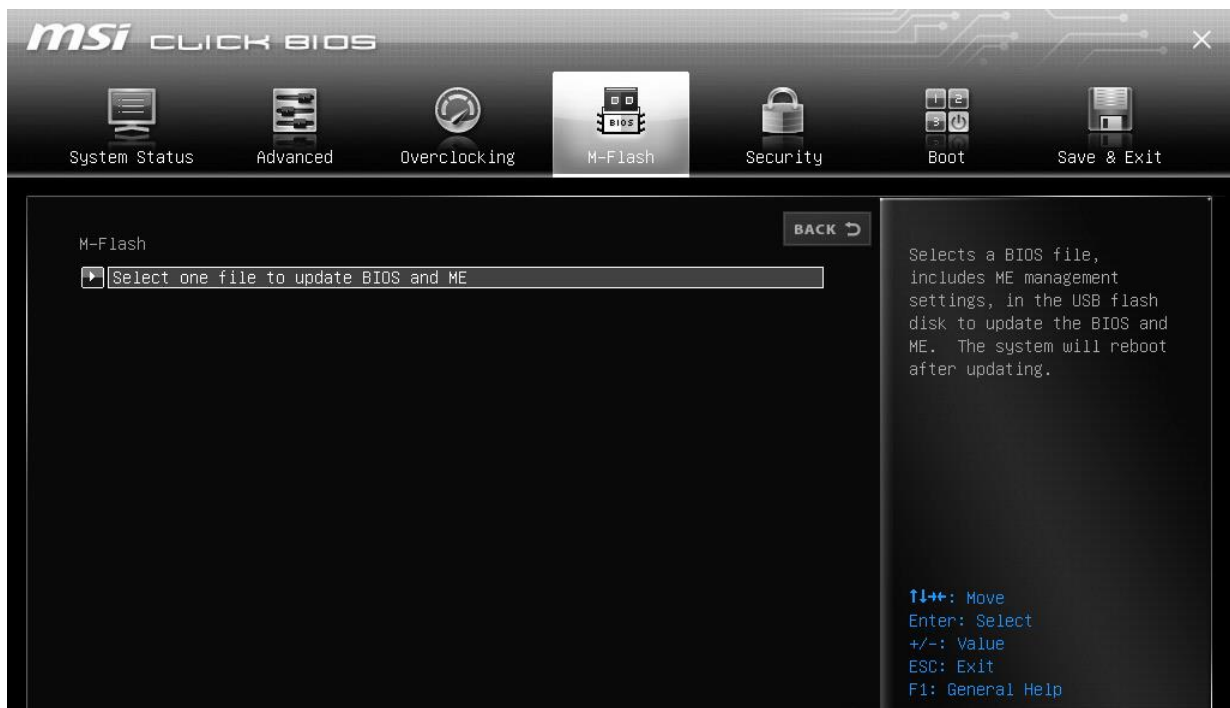 msi CLICK BIOS
System Status
Advanced
Overclocking
BIOS
M-Flash
Security
1 2
3
Boot
Save & Exit
M-Flash
BACK
Select one file to update BIOS and ME
Selects a BIOS file,
includes ME management
settings, in the USB flash
disk to update the BIOS and
ME.  The system will reboot
after updating.
↑↓→←: Move
Enter: Select
+/-: Value
ESC: Exit
F1: General Help